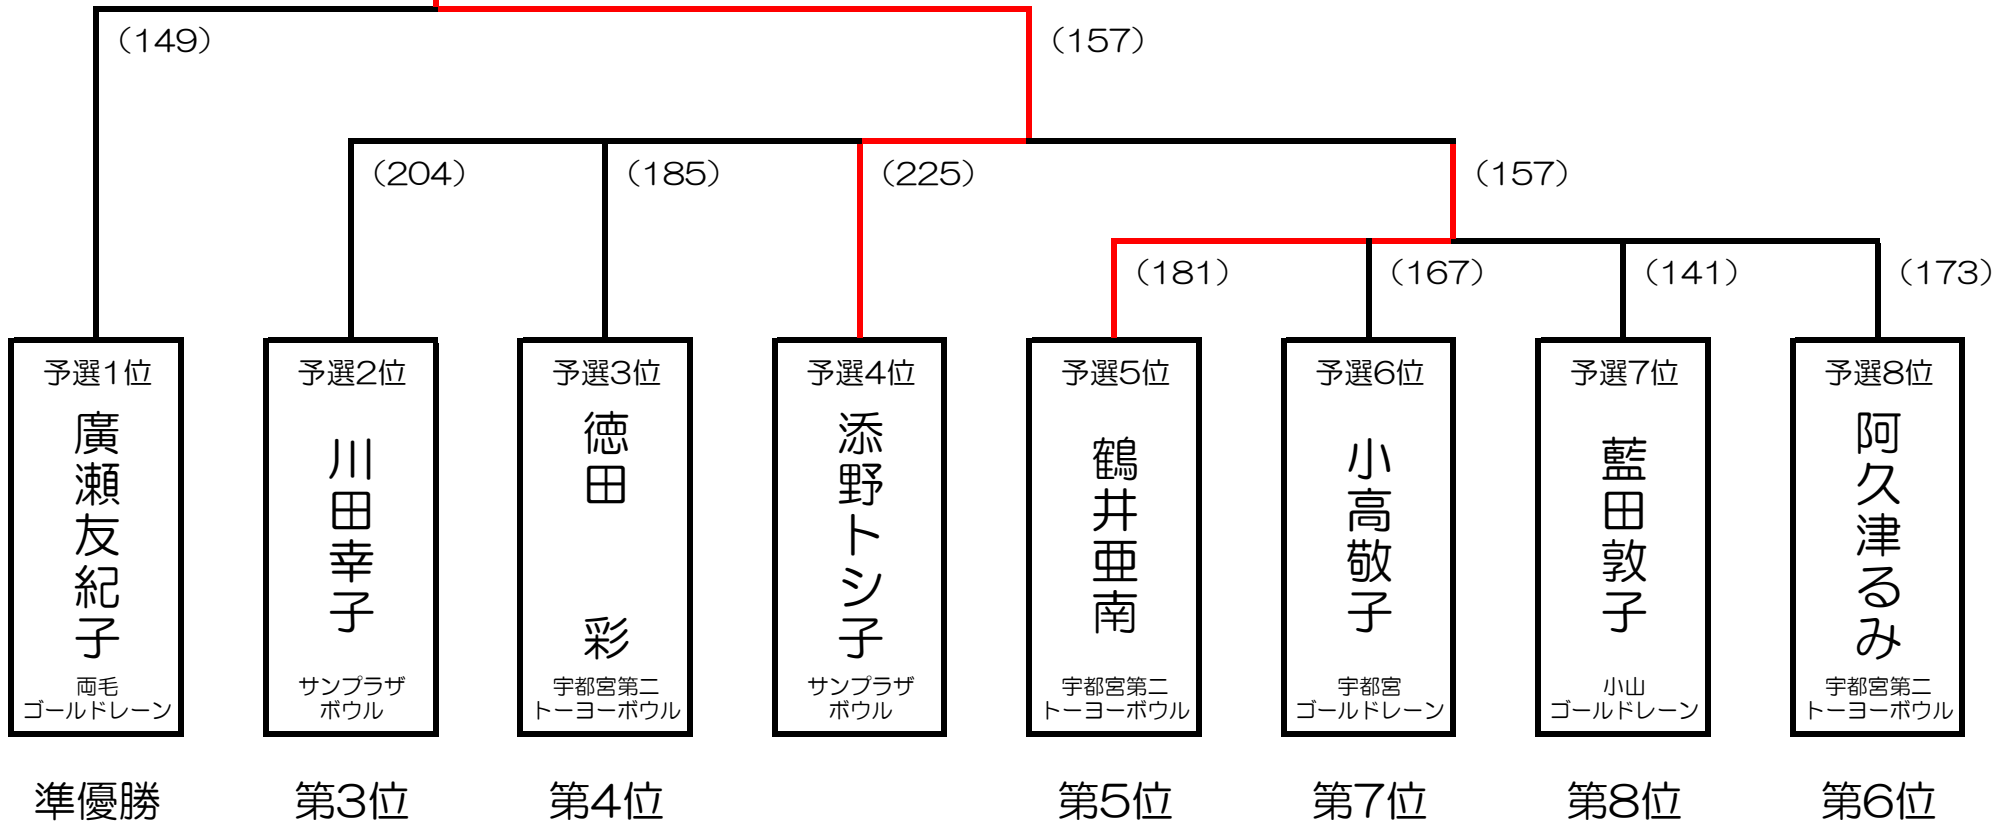 （149）
（157）
（204）
（185）
（225）
（157）
（181）
（167）
（141）
（173）
予選1位
廣瀬友紀子
両毛
ゴールドレーン
準優勝
予選2位
川田幸子
サンプラザ
ボウル
第3位
予選3位
徳田　彩
宇都宮第二
トーヨーボウル
第4位
予選4位
添野トシ子
サンプラザ
ボウル
予選5位
鶴井亜南
宇都宮第二
トーヨーボウル
第5位
予選6位
小高敬子
宇都宮
ゴールドレーン
第7位
予選7位
藍田敦子
小山
ゴールドレーン
第8位
予選8位
阿久津るみ
宇都宮第二
トーヨーボウル
第6位